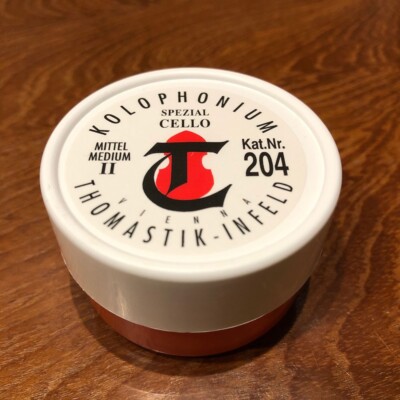 KOLOPHONIUM
SPEZIAL
CELLO
MITTEL
MEDIUM
II
Kat.Nr.
204
VIENNA
THOMASTIK-INFELD